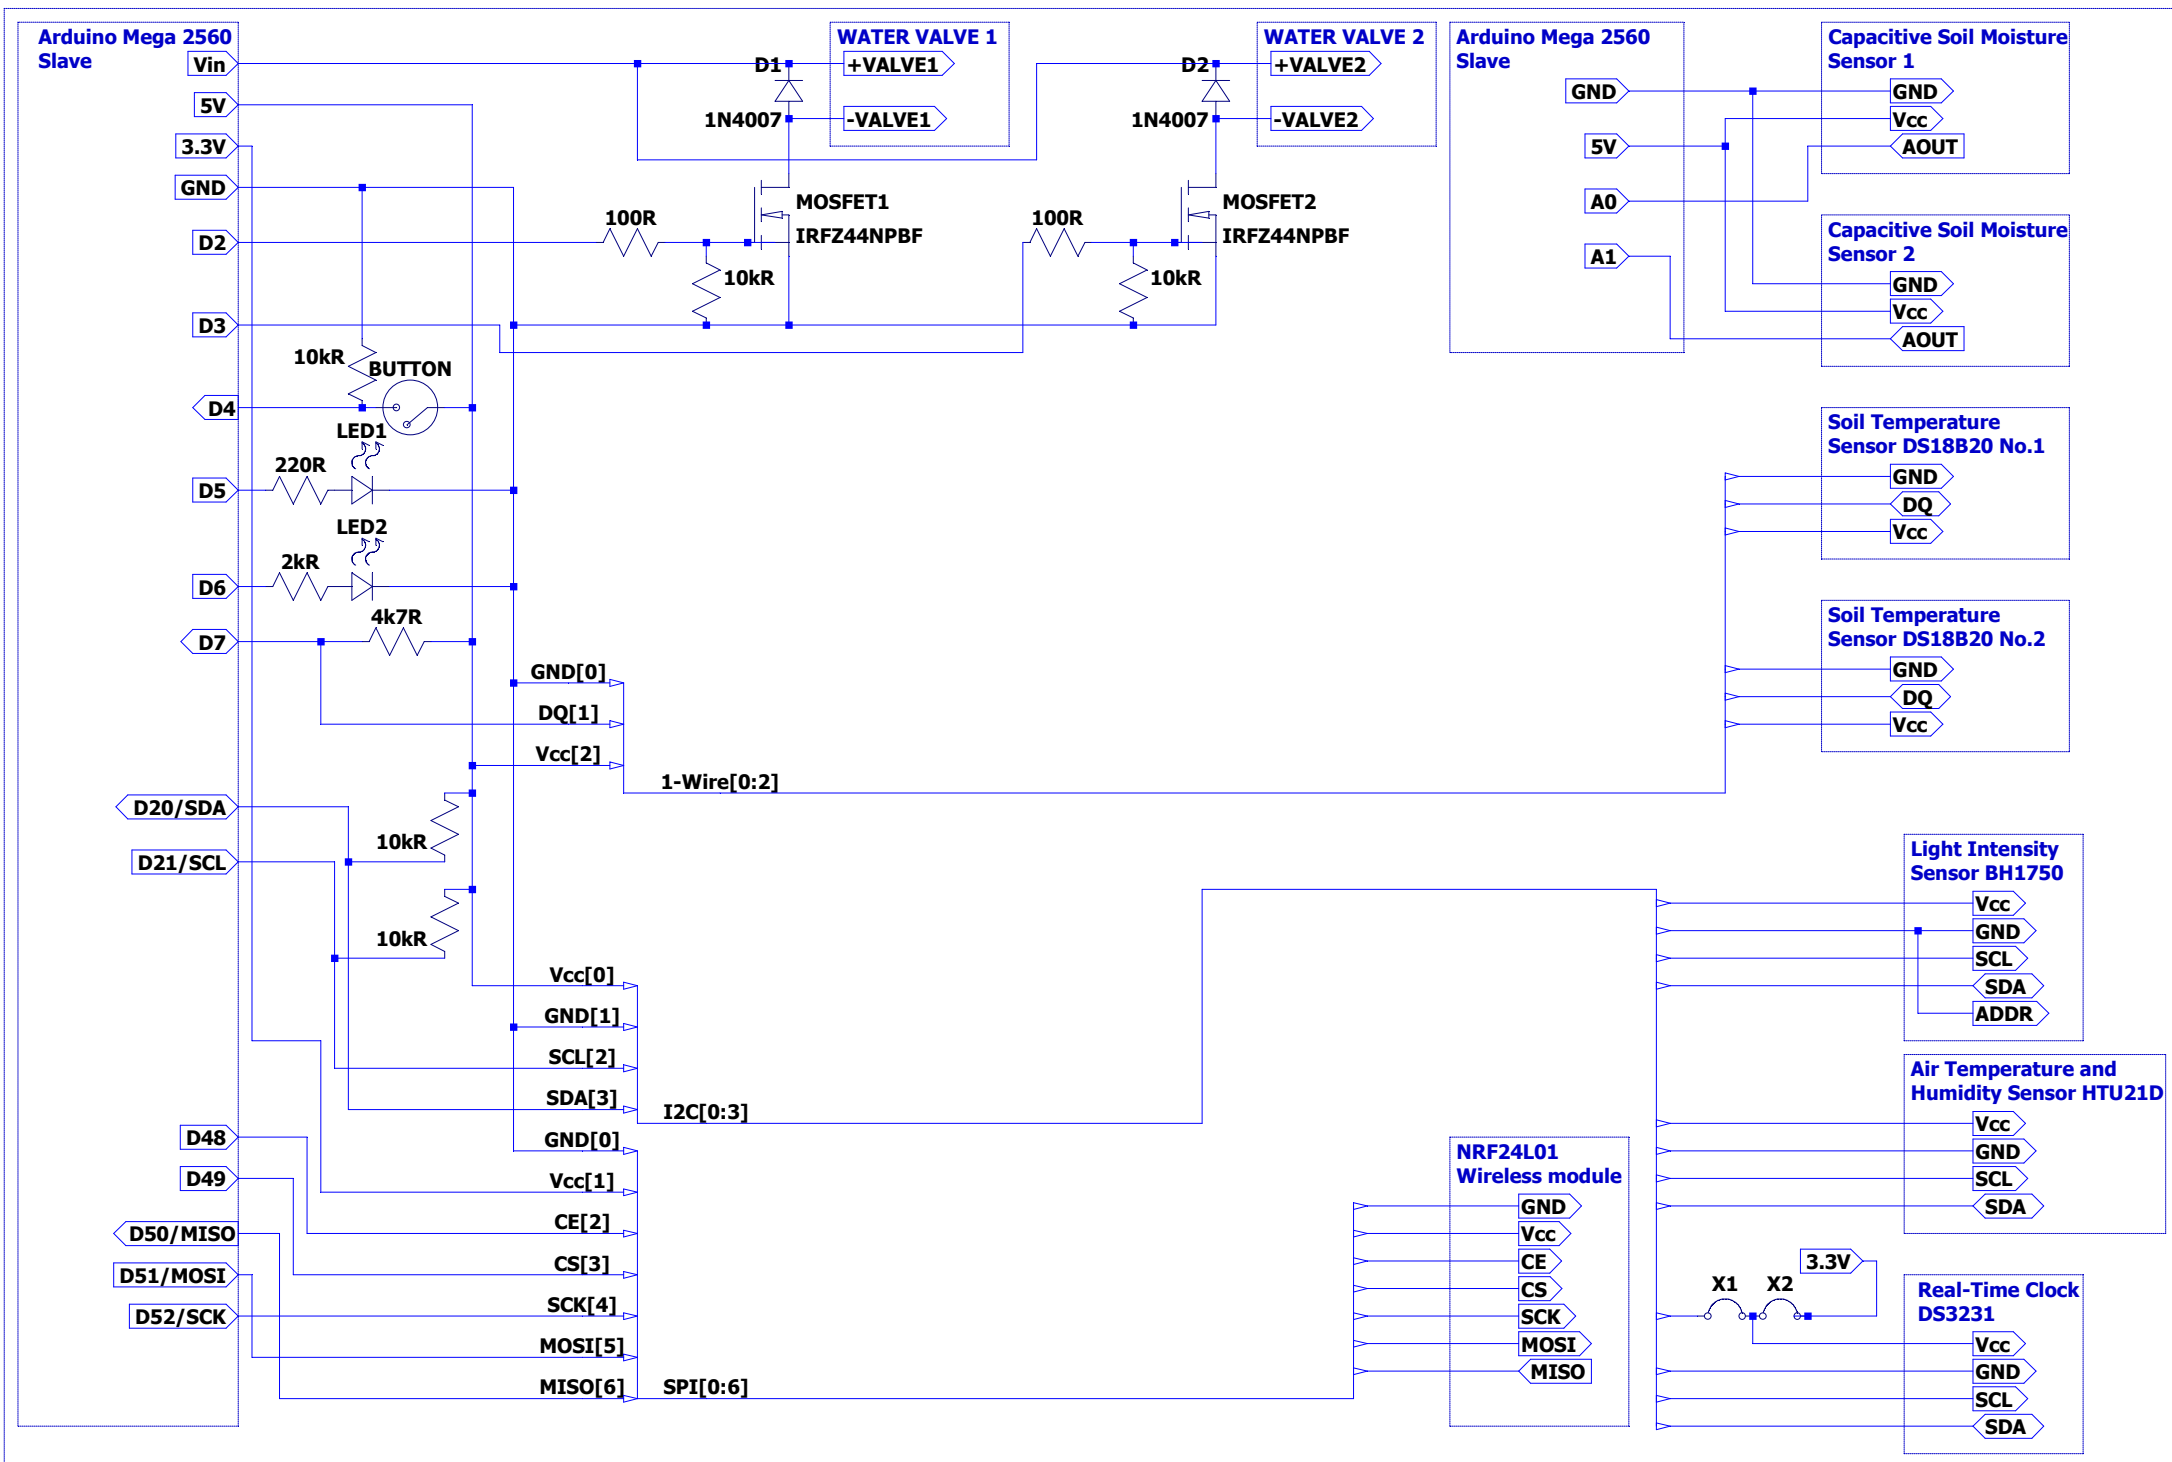 Arduino Mega 2560
Slave
Vin
5V
3.3V
GND
D2
D3
D4
D5
D6
D7
D20/SDA
D21/SCL
D48
D49
D50/MISO
D51/MOSI
D52/SCK
10kR
BUTTON
LED1
220R
LED2
2kR
4k7R
10kR
10kR
D1
1N4007
WATER VALVE 1
+VALVE1
-VALVE1
MOSFET1
IRFZ44NPBF
100R
10kR
D2
1N4007
WATER VALVE 2
+VALVE2
-VALVE2
MOSFET2
IRFZ44NPBF
100R
10kR
GND[0]
DQ[1]
Vcc[2]
1-Wire[0:2]
Vcc[0]
GND[1]
SCL[2]
SDA[3]
I2C[0:3]
GND[0]
Vcc[1]
CE[2]
CS[3]
SCK[4]
MOSI[5]
MISO[6]
SPI[0:6]
Arduino Mega 2560
Slave
GND
5V
A0
A1
Capacitive Soil Moisture
Sensor 1
GND
Vcc
AOUT
Capacitive Soil Moisture
Sensor 2
GND
Vcc
AOUT
Soil Temperature
Sensor DS18B20 No.1
GND
DQ
Vcc
Soil Temperature
Sensor DS18B20 No.2
GND
DQ
Vcc
Light Intensity
Sensor BH1750
Vcc
GND
SCL
SDA
ADDR
Air Temperature and
Humidity Sensor HTU21D
Vcc
GND
SCL
SDA
NRF24L01
Wireless module
GND
Vcc
CE
CS
SCK
MOSI
MISO
3.3V
X1
X2
Real-Time Clock
DS3231
Vcc
GND
SCL
SDA